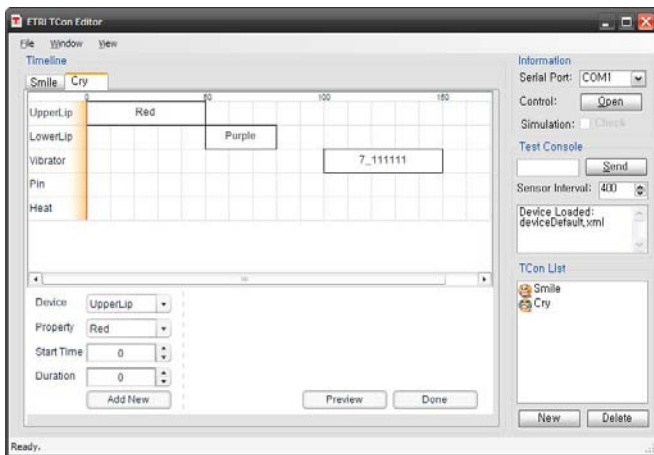 ETRI TCon Editor
File Window View
Timeline
Smile Cry
0 50 100 150
UpperLip Red
LowerLip Purple
Vibrator 7_111111
Pin
Heat
Device UpperLip
Property Red
Start Time 0
Duration 0
Add New Preview Done
Information
Serial Port: COM1
Control: Open
Simulation: Check
Test Console
Send
Sensor Interval: 400
Device Loaded:
deviceDefault.xml
TCon List
Smile
Cry
New Delete
Ready.